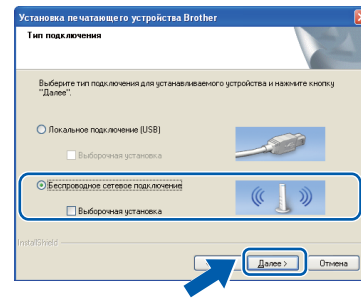 Установка печатающего устройства Brother
Тип подключения
Выберите тип подключения для устанавливаемого устройства и нажмите кнопку
"Далее".
Локальное подключение (USB)
Выборочная установка
Беспроводное сетевое подключение
Выборочная установка
InstallShield
Далее >
Отмена